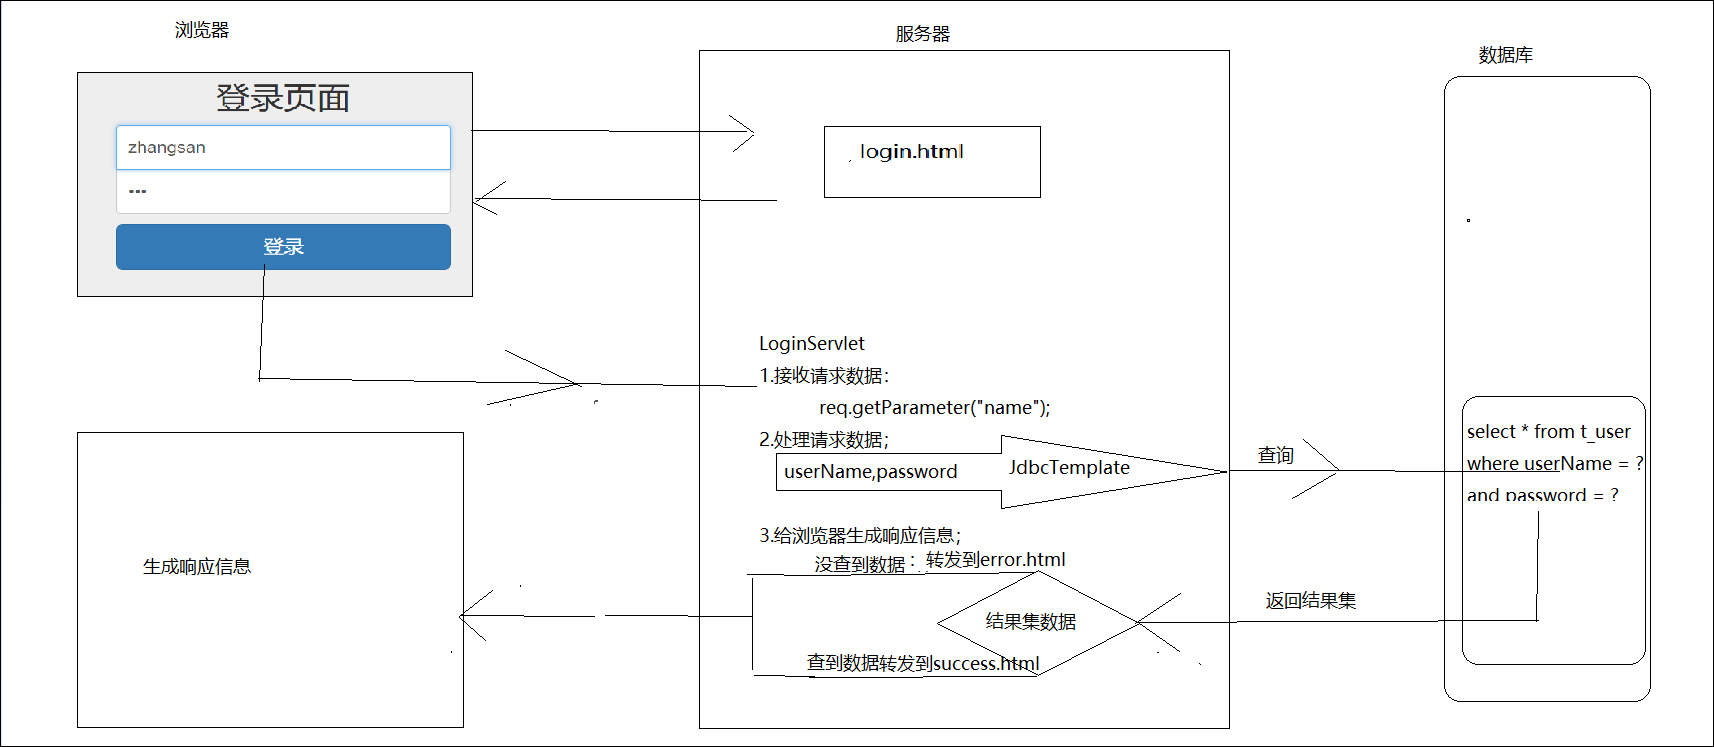 浏览器
登录页面
zhangsan
登录
服务器
login.html
数据库
LoginServlet
1.接收请求数据：
req.getParameter("name");
2.处理请求数据；
userName,password
JdbcTemplate
查询
select * from t_user
where userName = ?
and password = ?
3.给浏览器生成响应信息；
没查到数据：转发到error.html
结果集数据
返回结果集
查到数据转发到success.html
生成响应信息